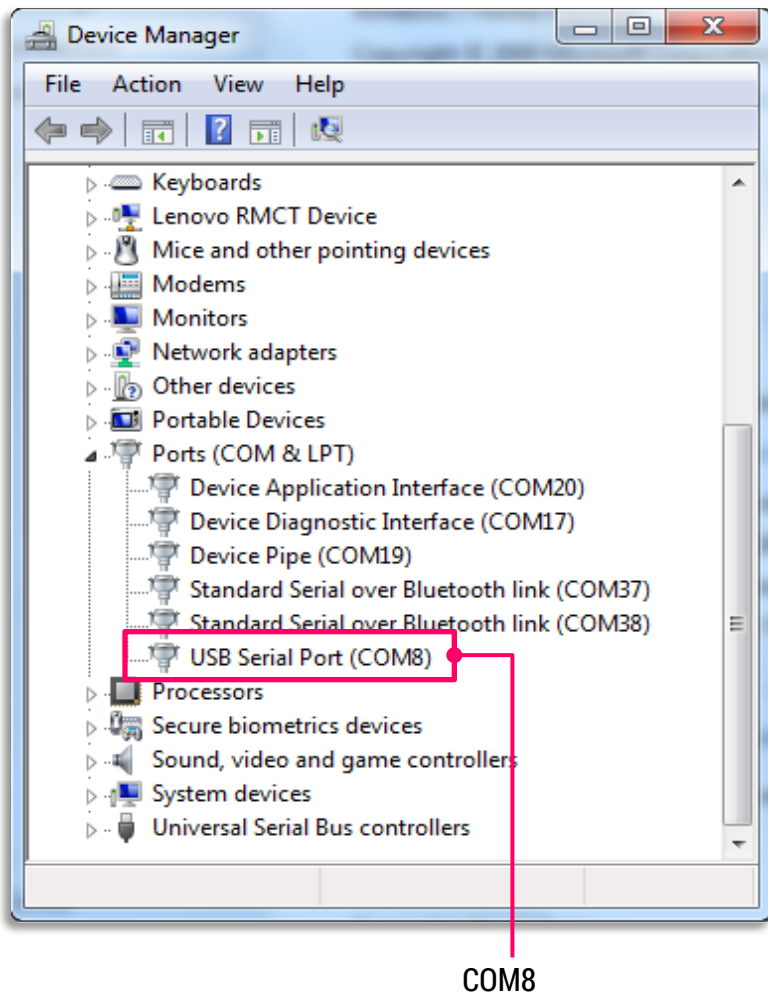 Device Manager
File Action View Help
Keyboards
Lenovo RMCT Device
Mice and other pointing devices
Modems
Monitors
Network adapters
Other devices
Portable Devices
Ports (COM & LPT)
Device Application Interface (COM20)
Device Diagnostic Interface (COM17)
Device Pipe (COM19)
Standard Serial over Bluetooth link (COM37)
Standard Serial over Bluetooth link (COM38)
USB Serial Port (COM8)
Processors
Secure biometrics devices
Sound, video and game controllers
System devices
Universal Serial Bus controllers
COM8